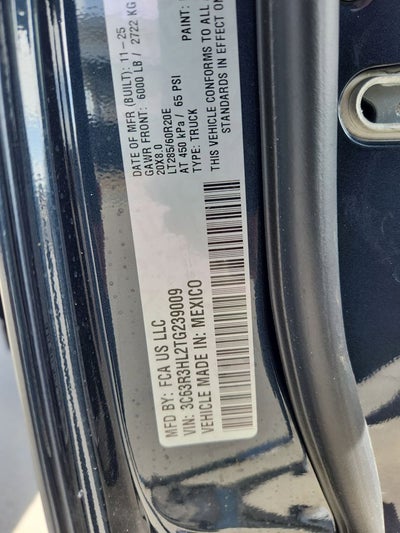 MFD BY: FCA US LLC
DATE OF MFR (BUILT): 11-25
GAWR FRONT: 6000 LB / 2722 KG
20X8.0
LT285/60R20E
AT 450 kPa / 65 PSI
TYPE: TRUCK
PAINT:
THIS VEHICLE CONFORMS TO ALL
STANDARDS IN EFFECT ON
VIN: 3C63R3HL2TG239009
VEHICLE MADE IN: MEXICO